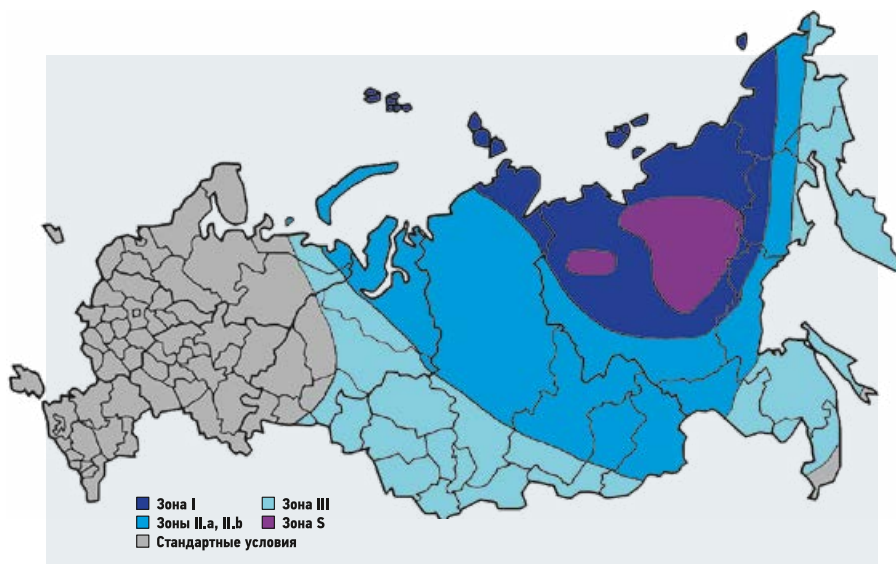 Зона I
Зона III
Зоны II.a, II.b
Зона S
Стандартные условия